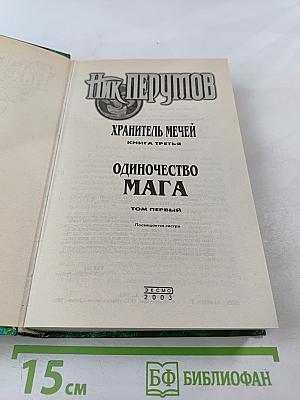 НИК ПЕРУМОВ
ХРАНИТЕЛЬ МЕЧЕЙ
КНИГА ТРЕТЬЯ
ОДИНОЧЕСТВО
МАГА
ТОМ ПЕРВЫЙ
Посвящается сестре
ЭКСМО
2003
15 см
БФ БИБЛИОФАН